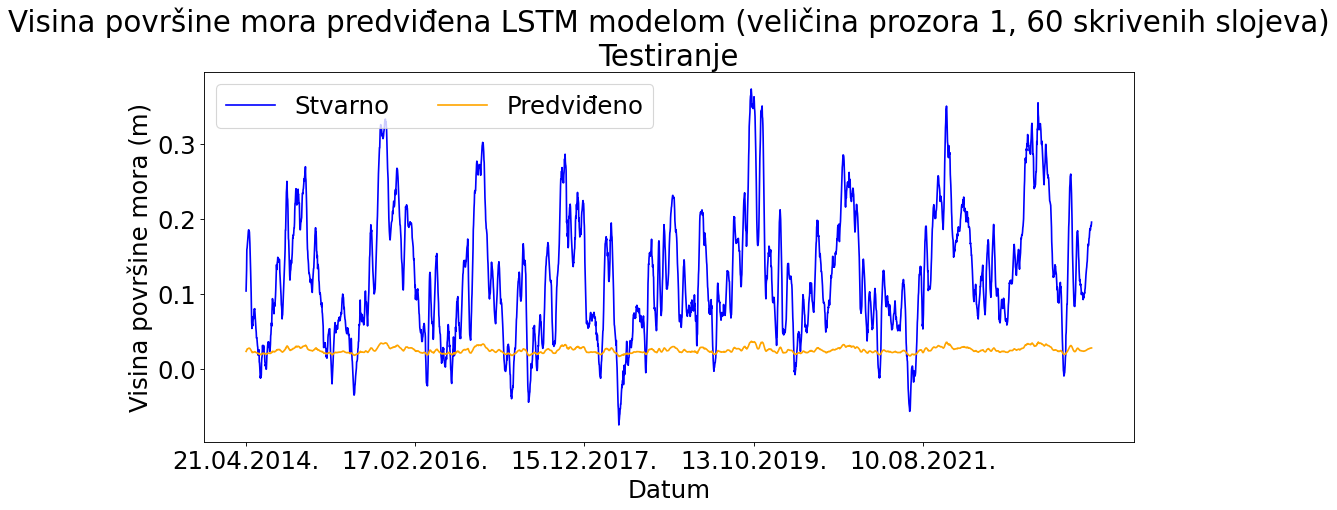 Visina površine mora predviđena LSTM modelom (veličina prozora 1, 60 skrivenih slojeva)
Testiranje
Stvarno Predviđeno
Visina površine mora (m)
0.3
0.2
0.1
0.0
21.04.2014. 17.02.2016. 15.12.2017. 13.10.2019. 10.08.2021.
Datum